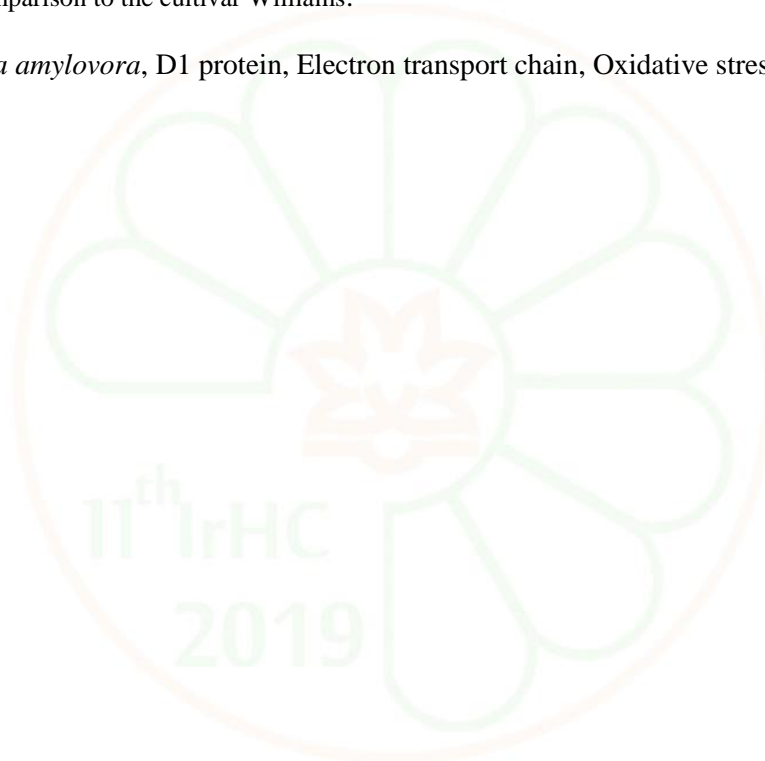 mparison to the cultivar Williams.
a amylovora, D1 protein, Electron transport chain, Oxidative stres
11th IrHC
2019